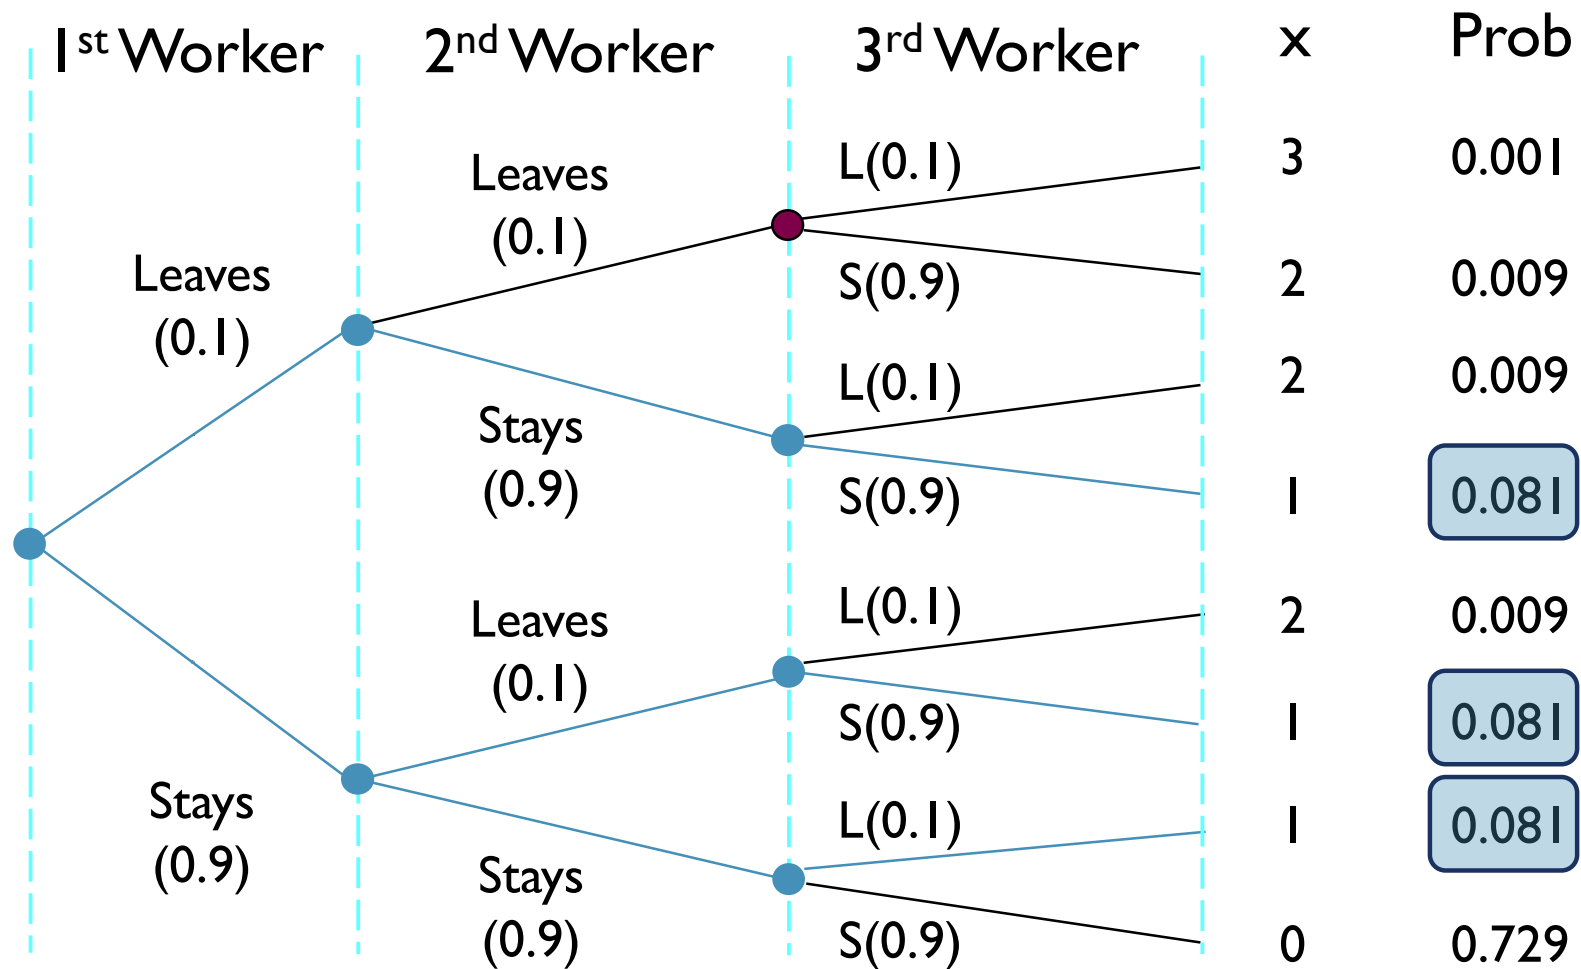 1st Worker 2nd Worker 3rd Worker x Prob
L(0.1) 3 0.001
Leaves
(0.1)
Leaves
(0.1)
S(0.9) 2 0.009
L(0.1) 2 0.009
Stays
(0.9)
S(0.9) 1 0.081
L(0.1) 2 0.009
Leaves
(0.1)
S(0.9) 1 0.081
Stays
(0.9)
L(0.1) 1 0.081
Stays
(0.9)
S(0.9) 0 0.729